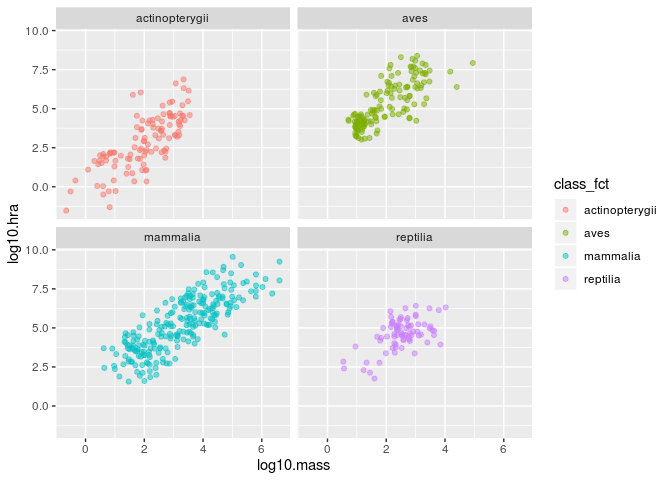 actinopterygii aves
10.0
7.5
5.0
2.5
0.0
mammalia reptilia
10.0
7.5
5.0
2.5
0.0
0 2 4 6 0 2 4 6
log10.mass
log10.hra
class_fct
actinopterygii
aves
mammalia
reptilia